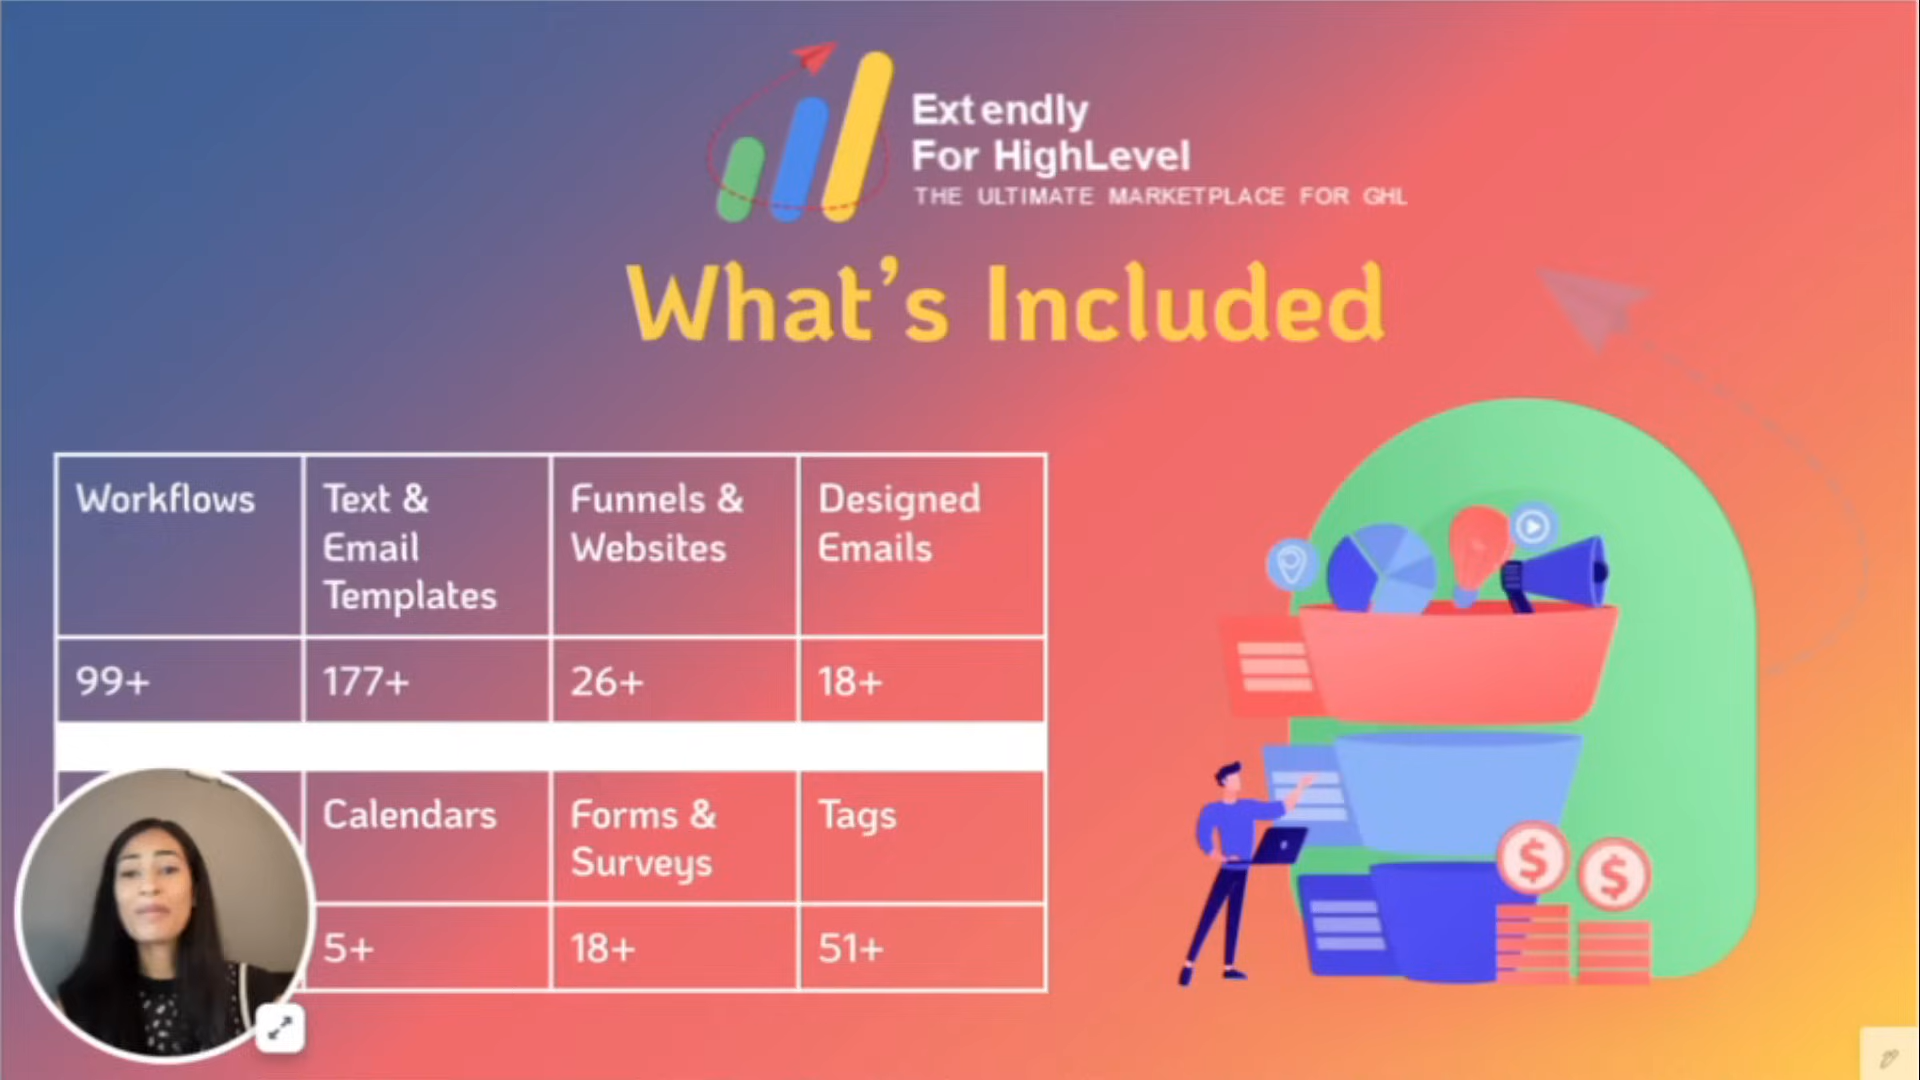 Extendly
For HighLevel
THE ULTIMATE MARKETPLACE FOR GHL
What's Included
Workflows
Text &
Email
Templates
Funnels &
Websites
Designed
Emails
99+
177+
26+
18+
Calendars
Forms &
Surveys
Tags
5+
18+
51+
$
$